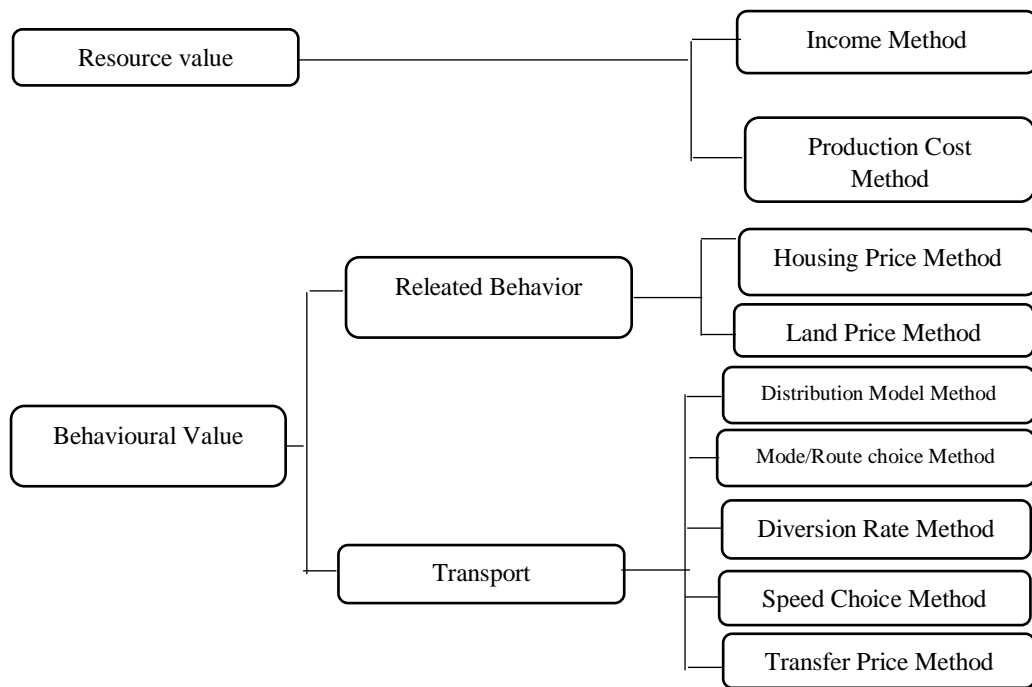 Resource value
Income Method
Production Cost
Method
Releated Behavior
Housing Price Method
Land Price Method
Behavioural Value
Distribution Model Method
Mode/Route choice Method
Diversion Rate Method
Transport
Speed Choice Method
Transfer Price Method